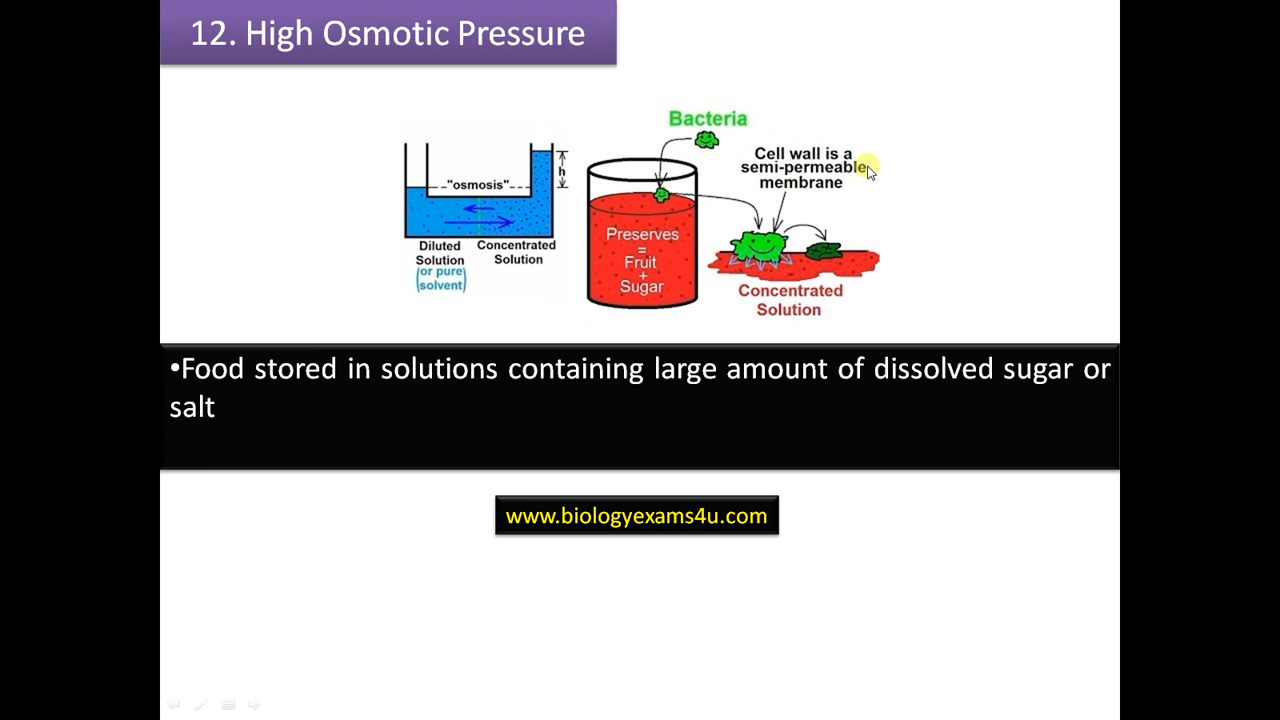 12. High Osmotic Pressure
"osmosis"
h
Diluted
Solution
(or pure)
(solvent)
Concentrated
Solution
Bacteria
Preserves
=
Fruit
+
Sugar
Cell wall is a
semi-permeable
membrane
Concentrated
Solution
•Food stored in solutions containing large amount of dissolved sugar or
salt
www.biologyexams4u.com